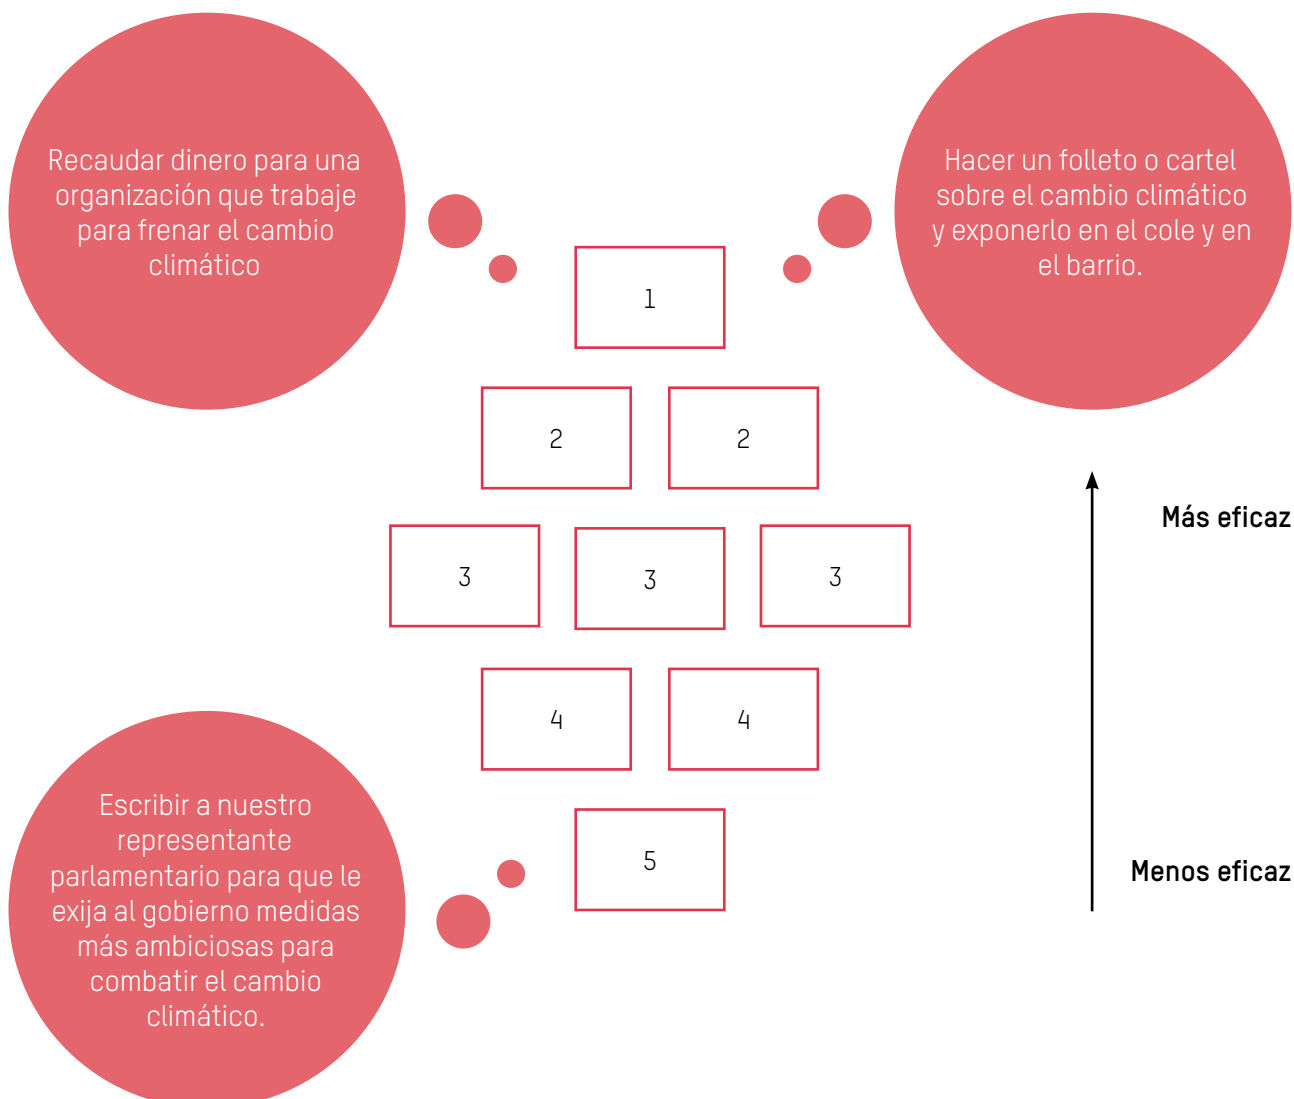 Recaudar dinero para una
organización que trabaje
para frenar el cambio
climático
Hacer un folleto o cartel
sobre el cambio climático
y exponerlo en el cole y en
el barrio.
1
2
2
Más eficaz
3
3
3
4
4
Escribir a nuestro
representante
parlamentario para que le
exija al gobierno medidas
más ambiciosas para
combatir el cambio
climático.
5
Menos eficaz